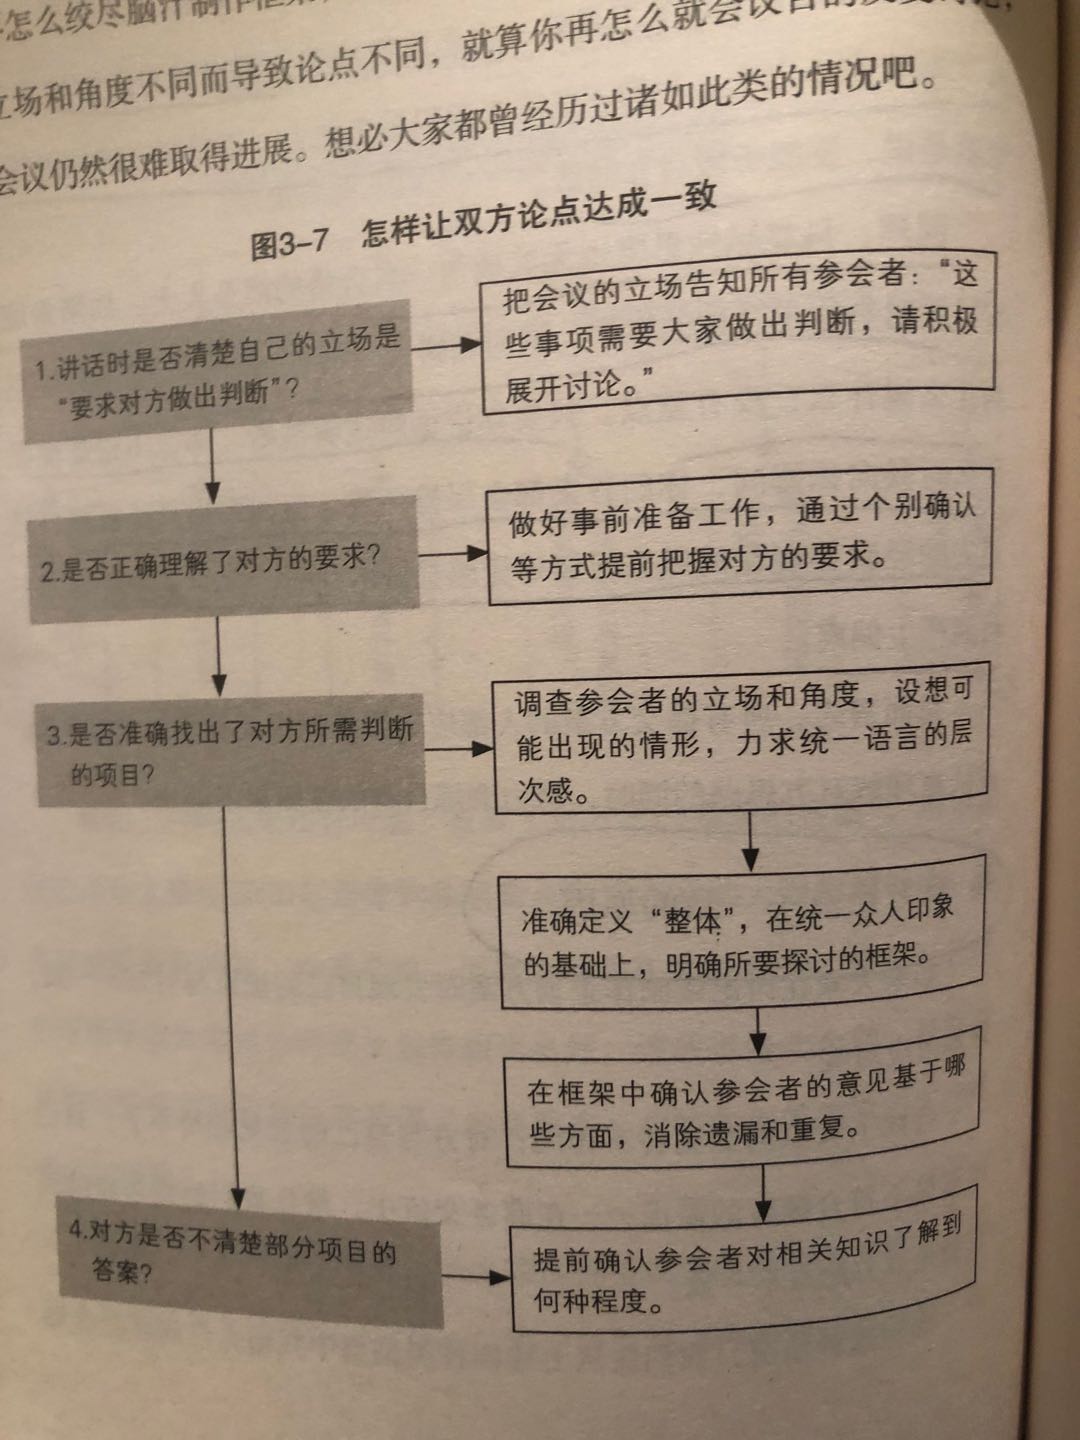 怎么绞尽脑汁制作框架，
立场和角度不同而导致论点不同，就算你再怎么就会议目的反复讨论，
会议仍然很难取得进展。想必大家都曾经历过诸如此类的情况吧。
图3-7 怎样让双方论点达成一致
1.讲话时是否清楚自己的立场是
“要求对方做出判断”？
把会议的立场告知所有参会者：“这
些事项需要大家做出判断，请积极
展开讨论。”
2.是否正确理解了对方的要求？
做好事前准备工作，通过个别确认
等方式提前把握对方的要求。
3.是否准确找出了对方所需判断
的项目？
调查参会者的立场和角度，设想可
能出现的情形，力求统一语言的层
次感。
准确定义“整体”，在统一众人印象
的基础上，明确所要探讨的框架。
在框架中确认参会者的意见基于哪
些方面，消除遗漏和重复。
4.对方是否不清楚部分项目的
答案？
提前确认参会者对相关知识了解到
何种程度。